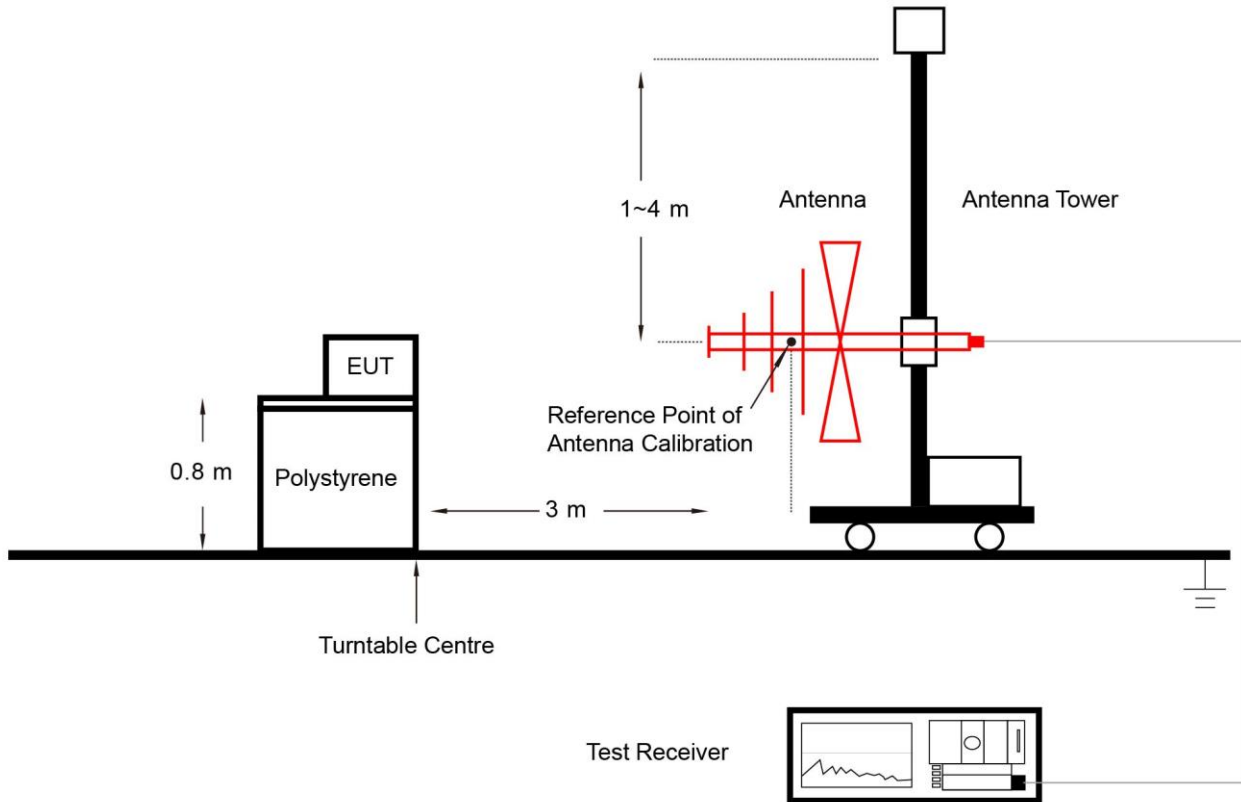 1~4 m
Antenna
Antenna Tower
EUT
Reference Point of
Antenna Calibration
0.8 m
Polystyrene
3 m
Turntable Centre
Test Receiver